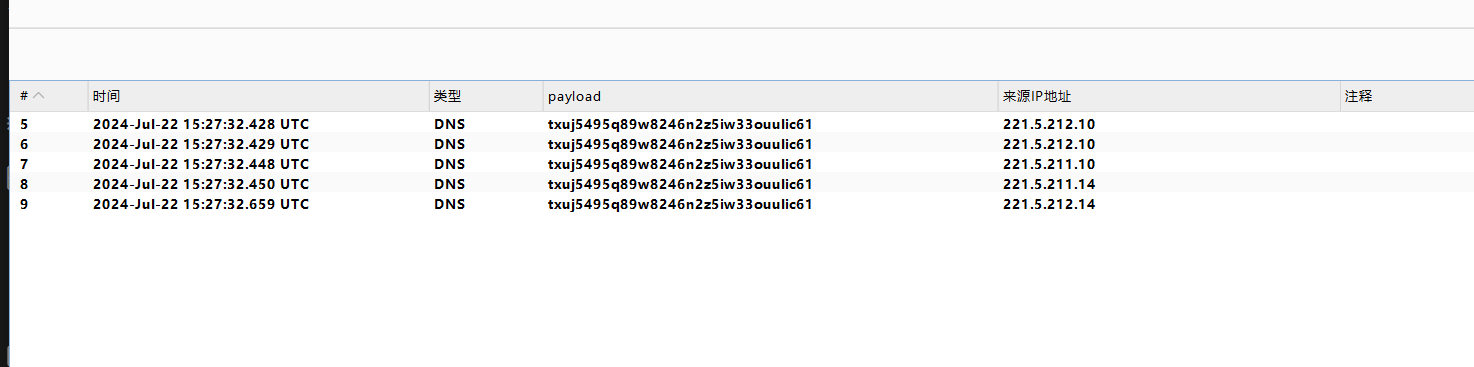 # 时间 类型 payload 来源IP地址 注释
5 2024-Jul-22 15:27:32.428 UTC DNS txuj5495q89w8246n2z5iw33ouulic61 221.5.212.10
6 2024-Jul-22 15:27:32.429 UTC DNS txuj5495q89w8246n2z5iw33ouulic61 221.5.212.10
7 2024-Jul-22 15:27:32.448 UTC DNS txuj5495q89w8246n2z5iw33ouulic61 221.5.211.10
8 2024-Jul-22 15:27:32.450 UTC DNS txuj5495q89w8246n2z5iw33ouulic61 221.5.211.14
9 2024-Jul-22 15:27:32.659 UTC DNS txuj5495q89w8246n2z5iw33ouulic61 221.5.212.14